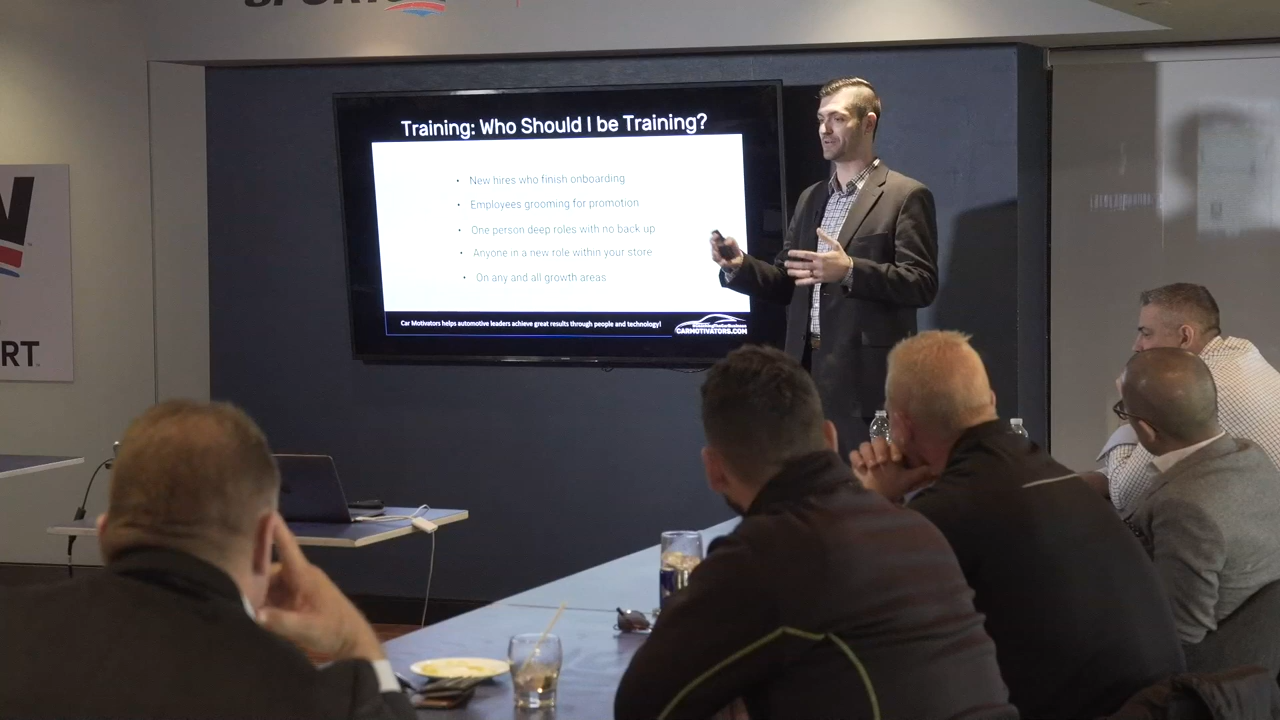 SPORTS
Training: Who Should I be Training?
• New hires who finish onboarding
• Employees grooming for promotion
• One person deep roles with no back up
• Anyone in a new role within your store
• On any and all growth areas
Car Motivators helps automotive leaders achieve great results through people and technology!
CARMOTIVATORS.COM
N
RT